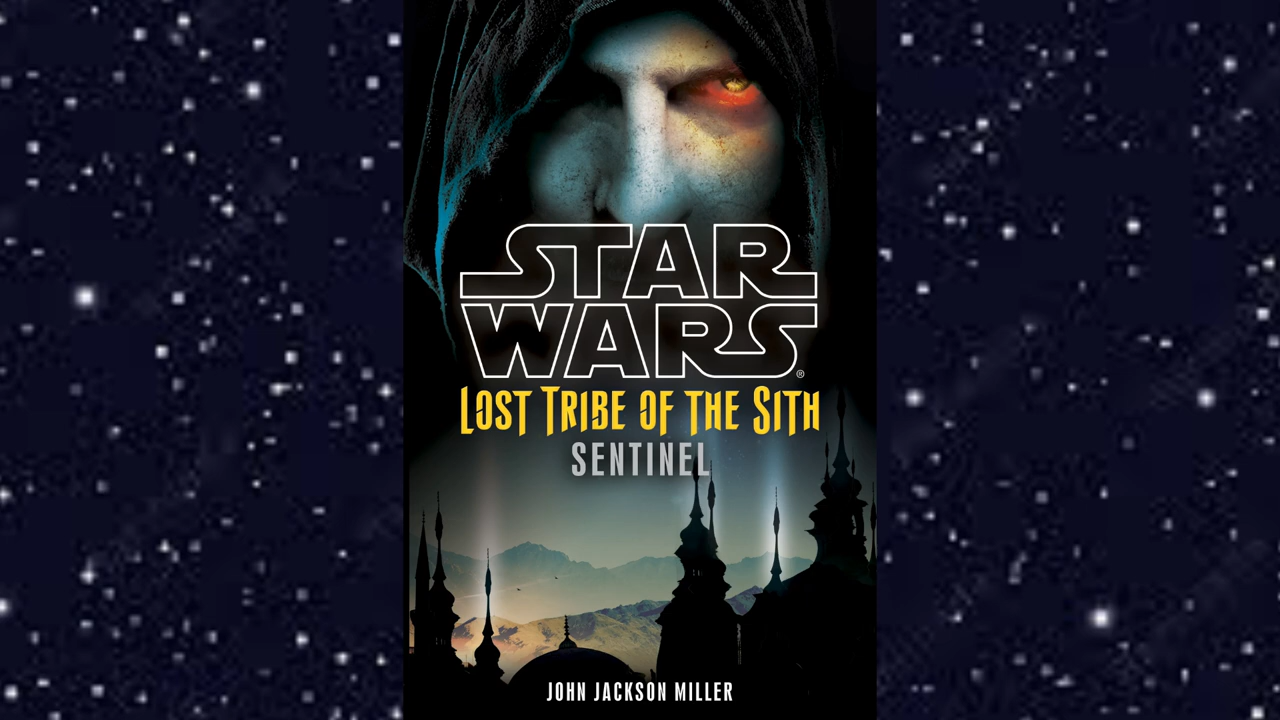 STAR
WARS®
LOST TRIBE OF THE SITH
SENTINEL
JOHN JACKSON MILLER